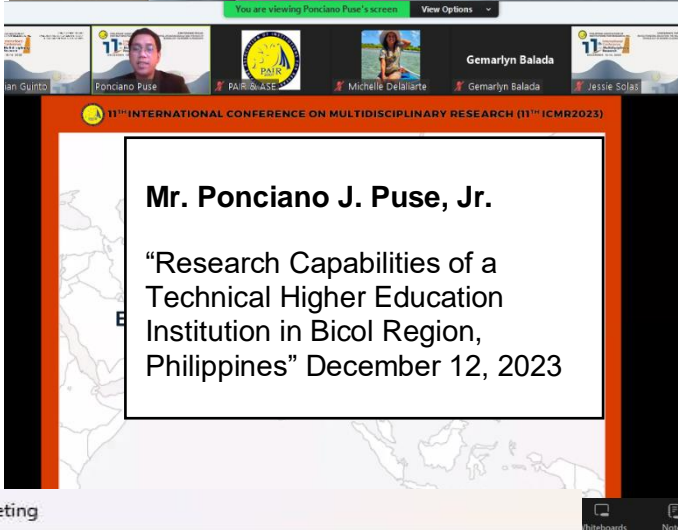 You are viewing Ponciano Puse's screen View Options
ian Guinto
Ponciano Puse
PAIR & ASE
Michelle Delaliarte
Gemarlyn Balada
Gemarlyn Balada
Jessie Solas
11TH INTERNATIONAL CONFERENCE ON MULTIDISCIPLINARY RESEARCH (11TH ICMR2023)
Mr. Ponciano J. Puse, Jr.
“Research Capabilities of a
Technical Higher Education
Institution in Bicol Region,
Philippines” December 12, 2023
E
eting